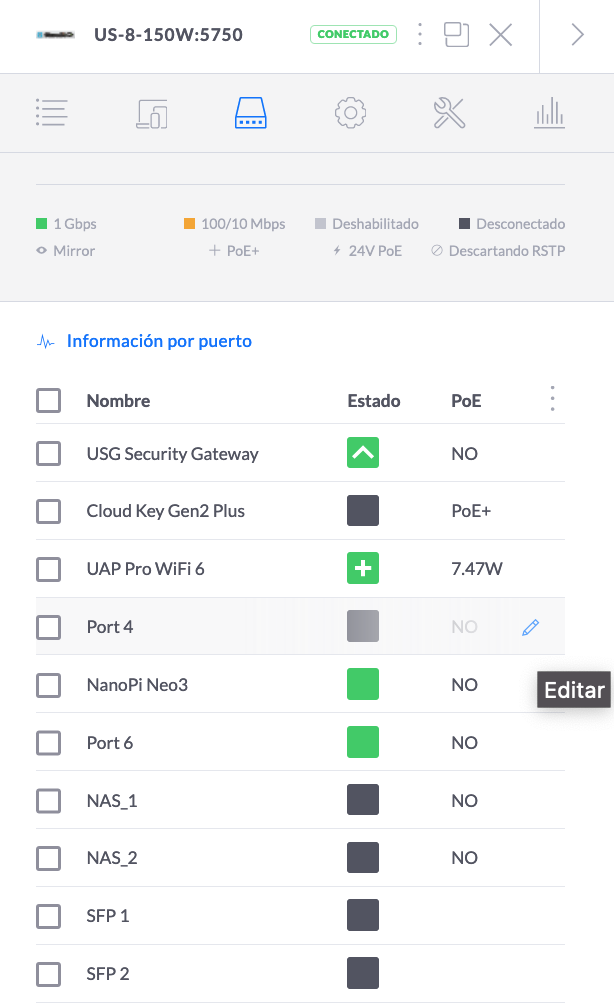 US-8-150W:5750
CONECTADO
1 Gbps
100/10 Mbps
Deshabilitado
Desconectado
Mirror
PoE+
24V PoE
Descartando RSTP
Información por puerto
Nombre Estado PoE
USG Security Gateway NO
Cloud Key Gen2 Plus PoE+
UAP Pro WiFi 6 7.47W
Port 4 NO
NanoPi Neo3 NO
Editar
Port 6 NO
NAS_1 NO
NAS_2 NO
SFP 1
SFP 2